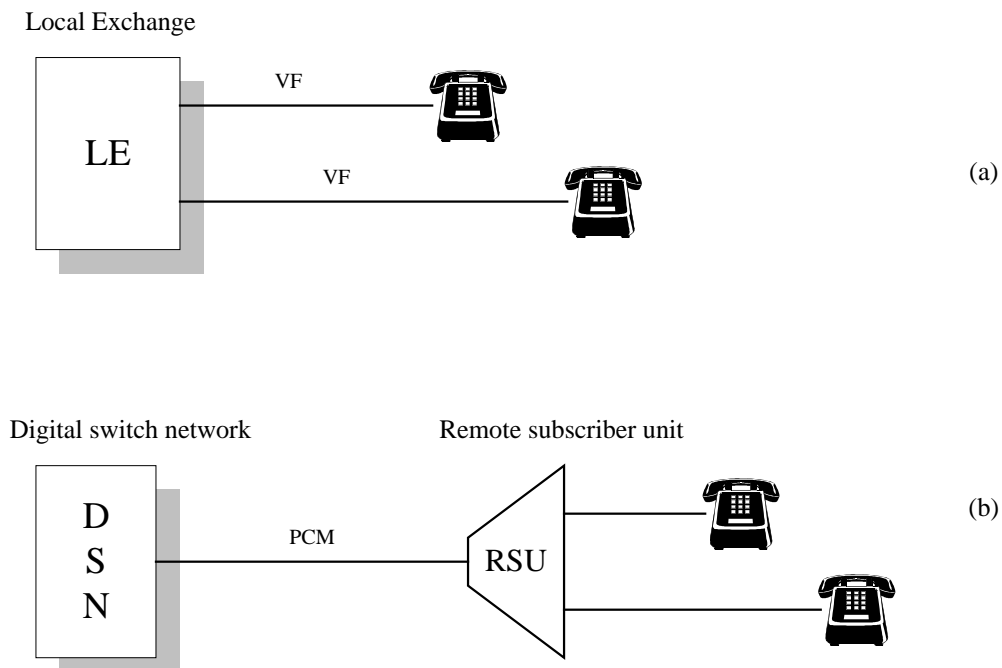 Local Exchange
VF
LE
VF
(a)
Digital switch network
Remote subscriber unit
D
S
N
PCM
RSU
(b)